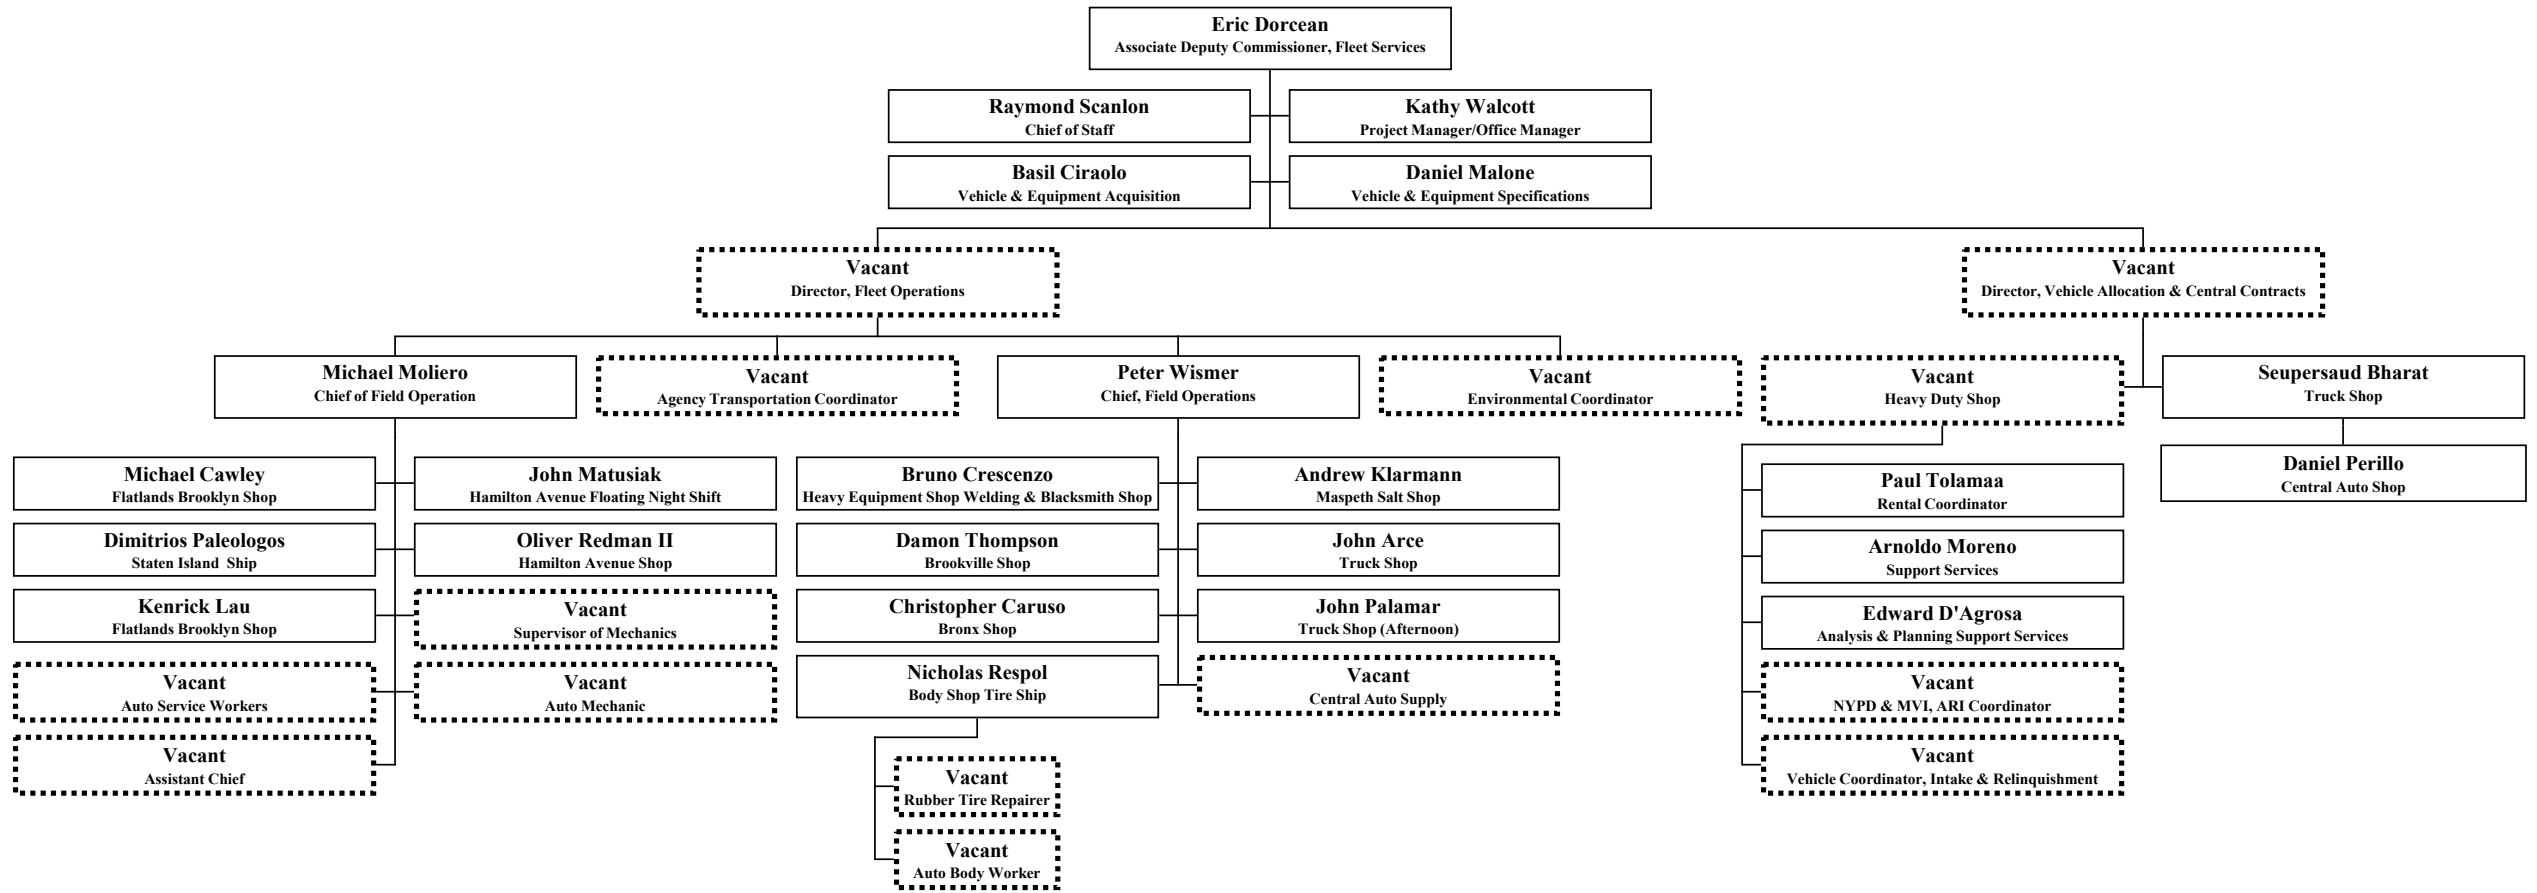 Eric Dorcean
Associate Deputy Commissioner, Fleet Services
Raymond Scanlon
Chief of Staff
Kathy Walcott
Project Manager/Office Manager
Basil Ciraolo
Vehicle & Equipment Acquisition
Daniel Malone
Vehicle & Equipment Specifications
Vacant
Director, Fleet Operations
Vacant
Director, Vehicle Allocation & Central Contracts
Michael Moliero
Chief of Field Operation
Vacant
Agency Transportation Coordinator
Peter Wismer
Chief, Field Operations
Vacant
Environmental Coordinator
Vacant
Heavy Duty Shop
Seupersaud Bharat
Truck Shop
Michael Cawley
Flatlands Brooklyn Shop
John Matusiak
Hamilton Avenue Floating Night Shift
Dimitrios Paleologos
Staten Island  Ship
Oliver Redman II
Hamilton Avenue Shop
Kenrick Lau
Flatlands Brooklyn Shop
Vacant
Supervisor of Mechanics
Vacant
Auto Service Workers
Vacant
Auto Mechanic
Vacant
Assistant Chief
Bruno Crescenzo
Heavy Equipment Shop Welding & Blacksmith Shop
Andrew Klarmann
Maspeth Salt Shop
Damon Thompson
Brookville Shop
John Arce
Truck Shop
Christopher Caruso
Bronx Shop
John Palamar
Truck Shop (Afternoon)
Nicholas Respol
Body Shop Tire Ship
Vacant
Central Auto Supply
Vacant
Rubber Tire Repairer
Vacant
Auto Body Worker
Paul Tolamaa
Rental Coordinator
Arnoldo Moreno
Support Services
Edward D'Agrosa
Analysis & Planning Support Services
Vacant
NYPD & MVI, ARI Coordinator
Vacant
Vehicle Coordinator, Intake & Relinquishment
Daniel Perillo
Central Auto Shop